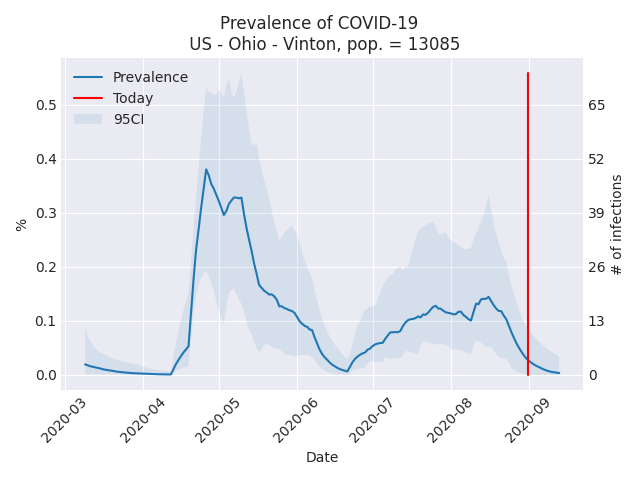 Prevalence of COVID-19
US - Ohio - Vinton, pop. = 13085
Prevalence
Today
95CI
0.5
0.4
0.3
0.2
0.1
0.0
%
65
52
39
26
13
0
# of infections
2020-03
2020-04
2020-05
2020-06
2020-07
2020-08
2020-09
Date